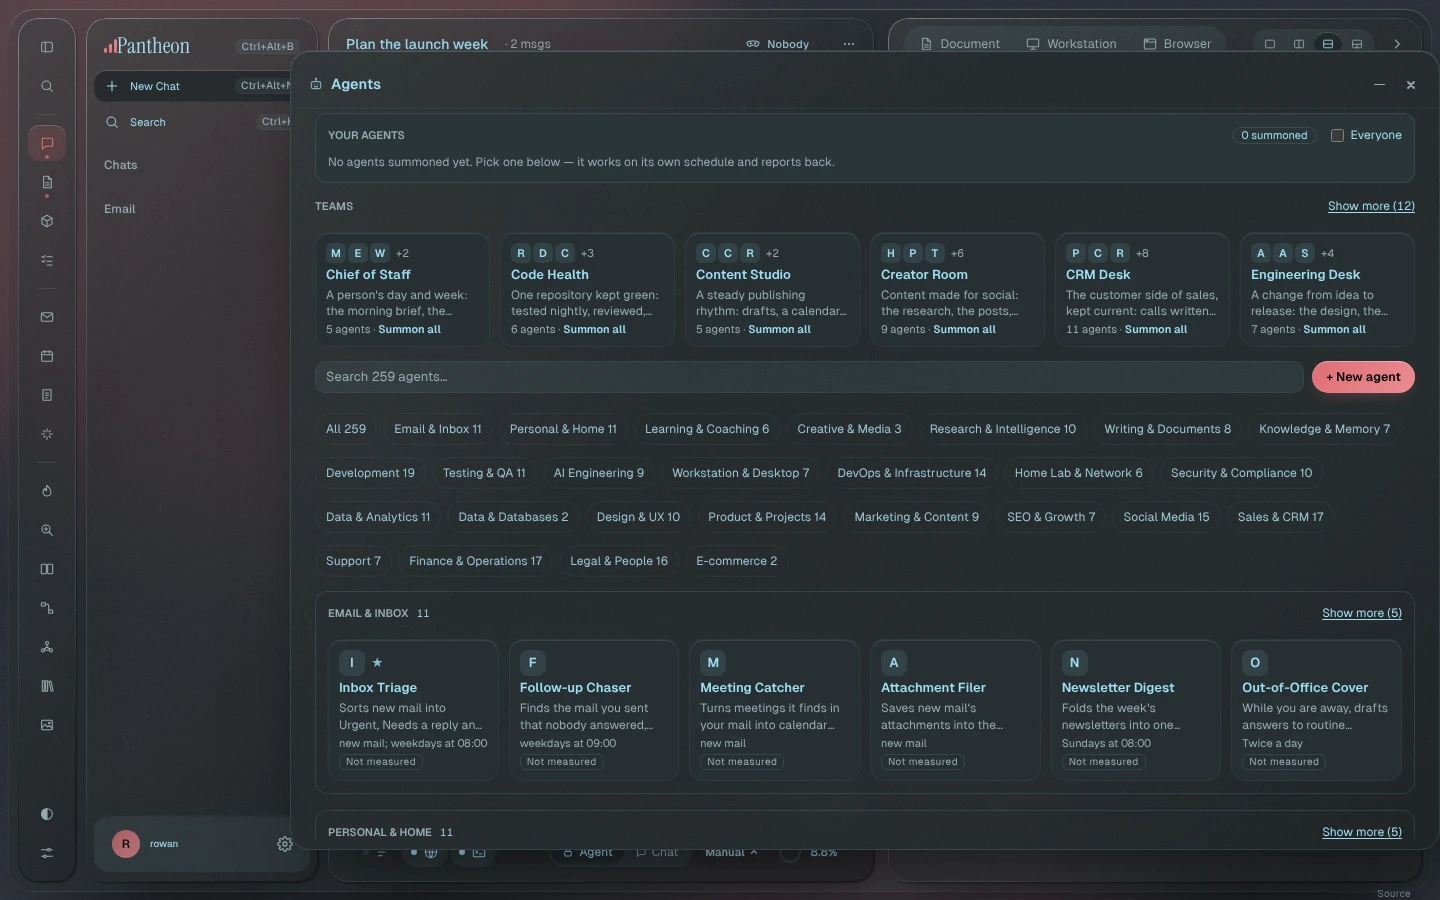 Pantheon
Ctrl+Alt+B
New Chat
Ctrl+Alt+N
Search
Ctrl+
Chats
Email
R
rowan
Plan the launch week
· 2 msgs
Nobody
Document
Workstation
Browser
Agents
YOUR AGENTS
0 summoned
Everyone
No agents summoned yet. Pick one below — it works on its own schedule and reports back.
TEAMS
Show more (12)
M E W +2
Chief of Staff
A person's day and week:
the morning brief, the…
5 agents · Summon all
R D C +3
Code Health
One repository kept green:
tested nightly, reviewed,…
6 agents · Summon all
C C R +2
Content Studio
A steady publishing
rhythm: drafts, a calendar…
5 agents · Summon all
H P T +6
Creator Room
Content made for social:
the research, the posts,…
9 agents · Summon all
P C R +8
CRM Desk
The customer side of sales,
kept current: calls written…
11 agents · Summon all
A A S +4
Engineering Desk
A change from idea to
release: the design, the…
7 agents · Summon all
Search 259 agents…
+ New agent
All 259
Email & Inbox 11
Personal & Home 11
Learning & Coaching 6
Creative & Media 3
Research & Intelligence 10
Writing & Documents 8
Knowledge & Memory 7
Development 19
Testing & QA 11
AI Engineering 9
Workstation & Desktop 7
DevOps & Infrastructure 14
Home Lab & Network 6
Security & Compliance 10
Data & Analytics 11
Data & Databases 2
Design & UX 10
Product & Projects 14
Marketing & Content 9
SEO & Growth 7
Social Media 15
Sales & CRM 17
Support 7
Finance & Operations 17
Legal & People 16
E-commerce 2
EMAIL & INBOX 11
Show more (5)
I ★
Inbox Triage
Sorts new mail into
Urgent, Needs a reply an…
new mail; weekdays at 08:00
Not measured
F
Follow-up Chaser
Finds the mail you sent
that nobody answered,…
weekdays at 09:00
Not measured
M
Meeting Catcher
Turns meetings it finds in
your mail into calendar…
new mail
Not measured
A
Attachment Filer
Saves new mail's
attachments into the…
new mail
Not measured
N
Newsletter Digest
Folds the week's
newsletters into one…
Sundays at 08:00
Not measured
O
Out-of-Office Cover
While you are away, drafts
answers to routine…
Twice a day
Not measured
PERSONAL & HOME 11
Show more (5)
Agent
Chat
Manual
8.8%
Source